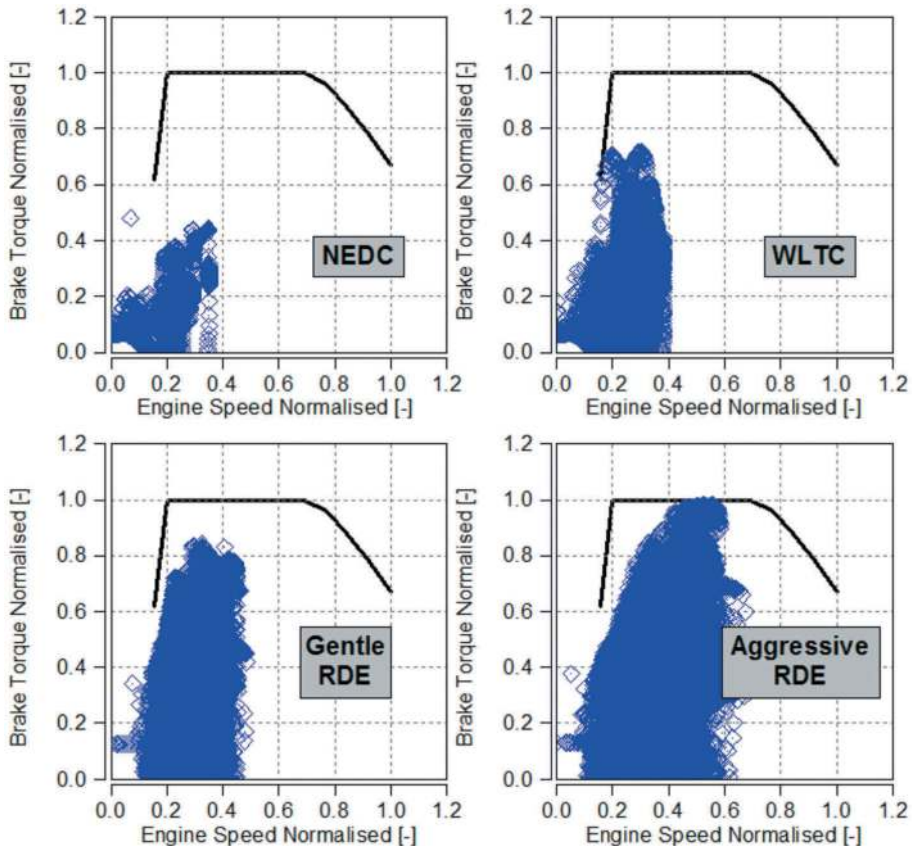 1.2
1.0
0.8
0.6
0.4
0.2
0.0
Brake Torque Normalised [-]
NEDC
0.0 0.2 0.4 0.6 0.8 1.0 1.2
Engine Speed Normalised [-]
1.2
1.0
0.8
0.6
0.4
0.2
0.0
Brake Torque Normalised [-]
WLTC
0.0 0.2 0.4 0.6 0.8 1.0 1.2
Engine Speed Normalised [-]
1.2
1.0
0.8
0.6
0.4
0.2
0.0
Brake Torque Normalised [-]
Gentle
RDE
0.0 0.2 0.4 0.6 0.8 1.0 1.2
Engine Speed Normalised [-]
1.2
1.0
0.8
0.6
0.4
0.2
0.0
Brake Torque Normalised [-]
Aggressive
RDE
0.0 0.2 0.4 0.6 0.8 1.0 1.2
Engine Speed Normalised [-]